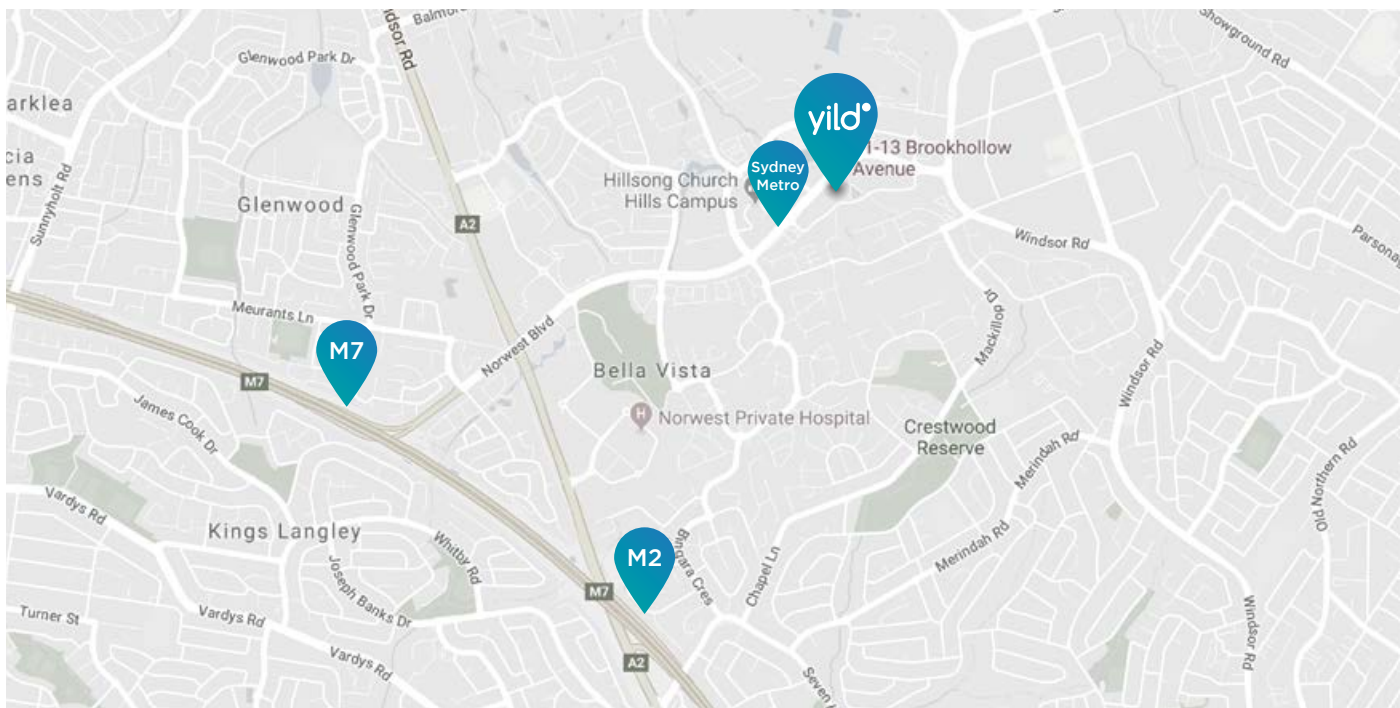 Balmor
dsor Rd
Glenwood Park Dr
Showground Rd
arklea
yild
1-13 Brookhollow
Avenue
cia
ens
Sydney
Metro
Hillsong Church
Hills Campus
Sunnyholt Rd
Glenwood
Glenwood Park Dr
A2
Windsor Rd
Parsona
Mackillop Dr
Meurants Ln
M7
Norwest Blvd
Bella Vista
M7
Windsor Rd
James Cook Dr
H
Norwest Private Hospital
Crestwood
Reserve
Merindah Rd
Old Northern Rd
Vardys Rd
Kings Langley
Whitby Rd
M2
Bingara Cres
Chapel Ln
Merindah Rd
Joseph Banks Dr
M7
Turner St
Vardys Rd
Windsor Rd
Vardys Rd
A2
Seven